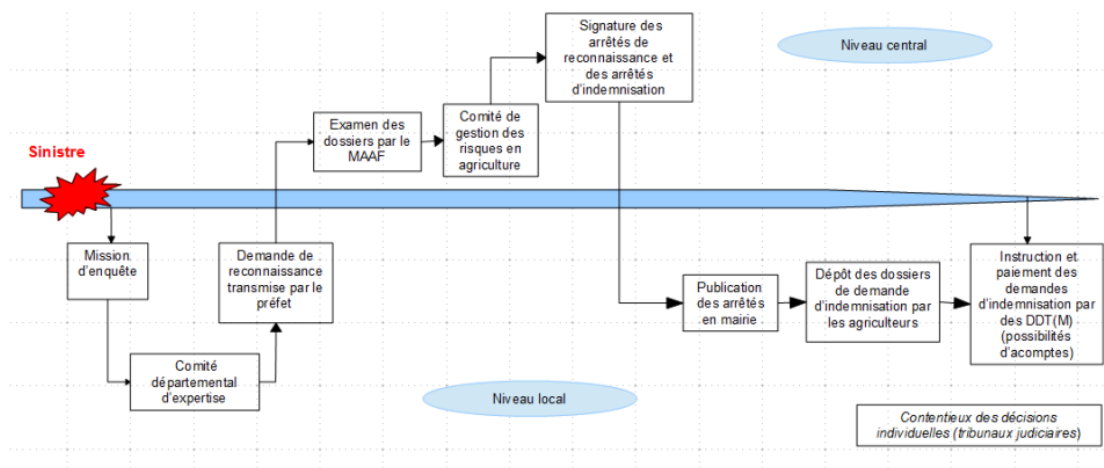 Signature des
arrêtés de
reconnaissance et
des arrêtés
d'indemnisation
Niveau central
Examen des
dossiers par le
MAAF
Comité de
gestion des
risques en
agriculture
Sinistre
Mission
d'enquête
Demande de
reconnaissance
transmise par le
préfet
Comité
départemental
d'expertise
Publication
des arrêtés
en mairie
Dépôt des dossiers
de demande
d'indemnisation par
les agriculteurs
Instruction et
paiement des
demandes
d'indemnisation par
des DDT(M)
(possibilités
d'acomptes)
Niveau local
Contentieux des décisions
individuelles (tribunaux judiciaires)